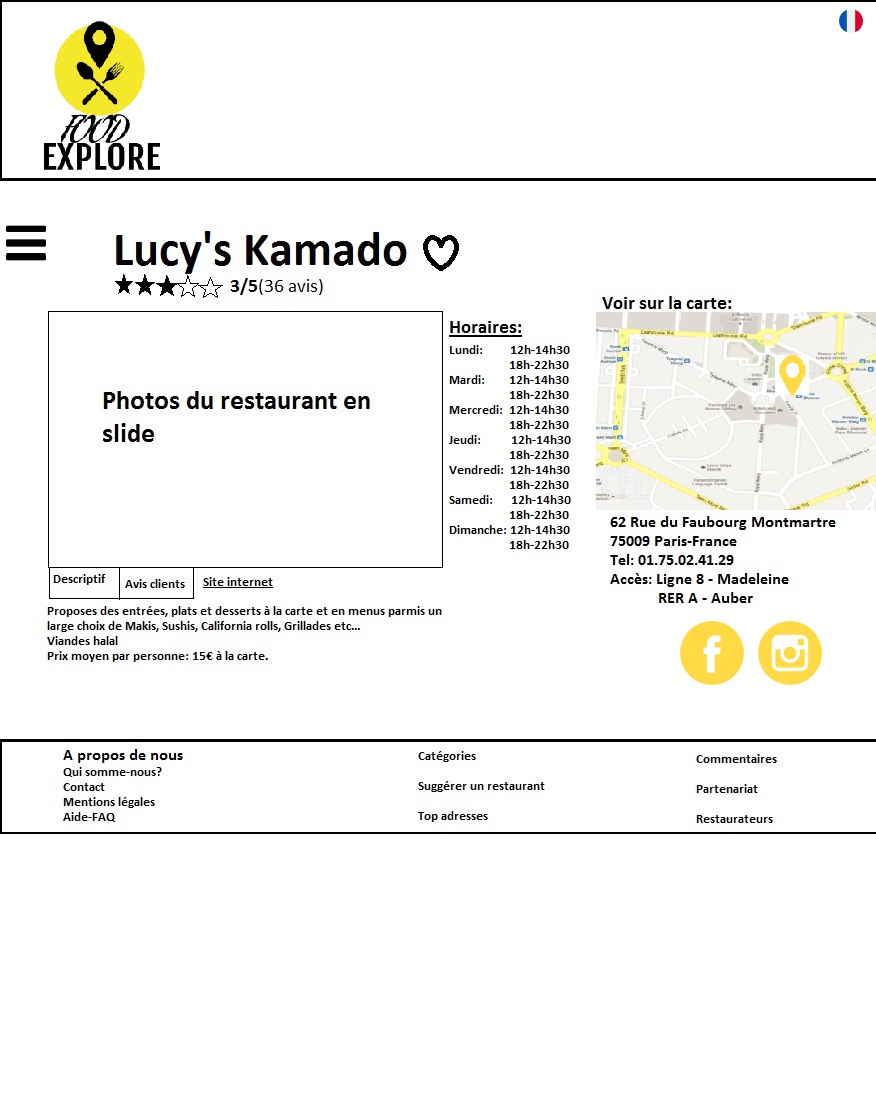 FOOD
EXPLORE
Lucy's Kamado
3/5(36 avis)
Photos du restaurant en
slide
Horaires:
Lundi: 12h-14h30
18h-22h30
Mardi: 12h-14h30
18h-22h30
Mercredi: 12h-14h30
18h-22h30
Jeudi: 12h-14h30
18h-22h30
Vendredi: 12h-14h30
18h-22h30
Samedi: 12h-14h30
18h-22h30
Dimanche: 12h-14h30
18h-22h30
Voir sur la carte:
62 Rue du Faubourg Montmartre
75009 Paris-France
Tel: 01.75.02.41.29
Accès: Ligne 8 - Madeleine
RER A - Auber
Descriptif
Avis clients
Site internet
Proposes des entrées, plats et desserts à la carte et en menus parmis un
large choix de Makis, Sushis, California rolls, Grillades etc...
Viandes halal
Prix moyen par personne: 15€ à la carte.
A propos de nous
Qui somme-nous?
Contact
Mentions légales
Aide-FAQ
Catégories
Suggérer un restaurant
Top adresses
Commentaires
Partenariat
Restaurateurs